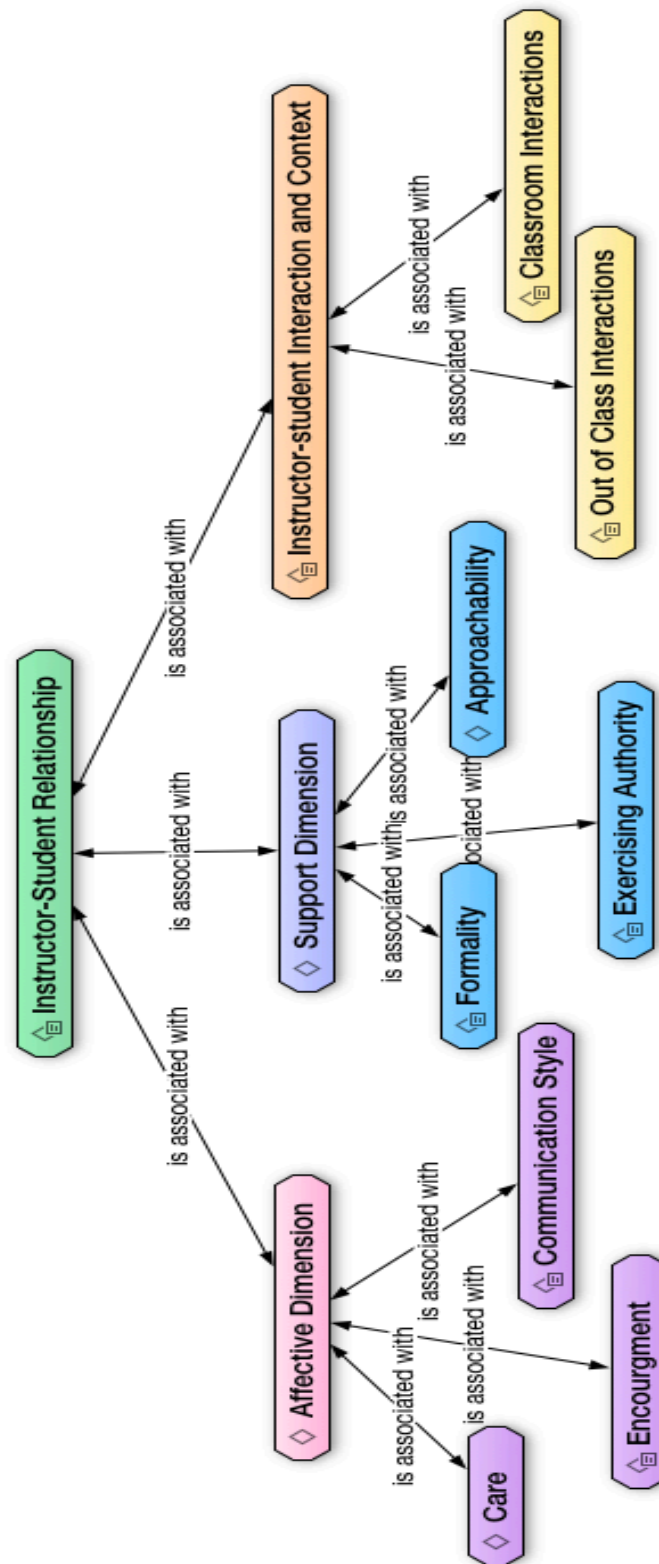 Instructor-Student Relationship
is associated with
is associated with
is associated with
Affective Dimension
Support Dimension
Instructor-student Interaction and Context
is associated with
is associated with
is associated with
is associated with
is associated with
ociated with
is associated with
is associated with
Care
Encourgment
Communication Style
Formality
Exercising Authority
Approachability
Out of Class Interactions
Classroom Interactions